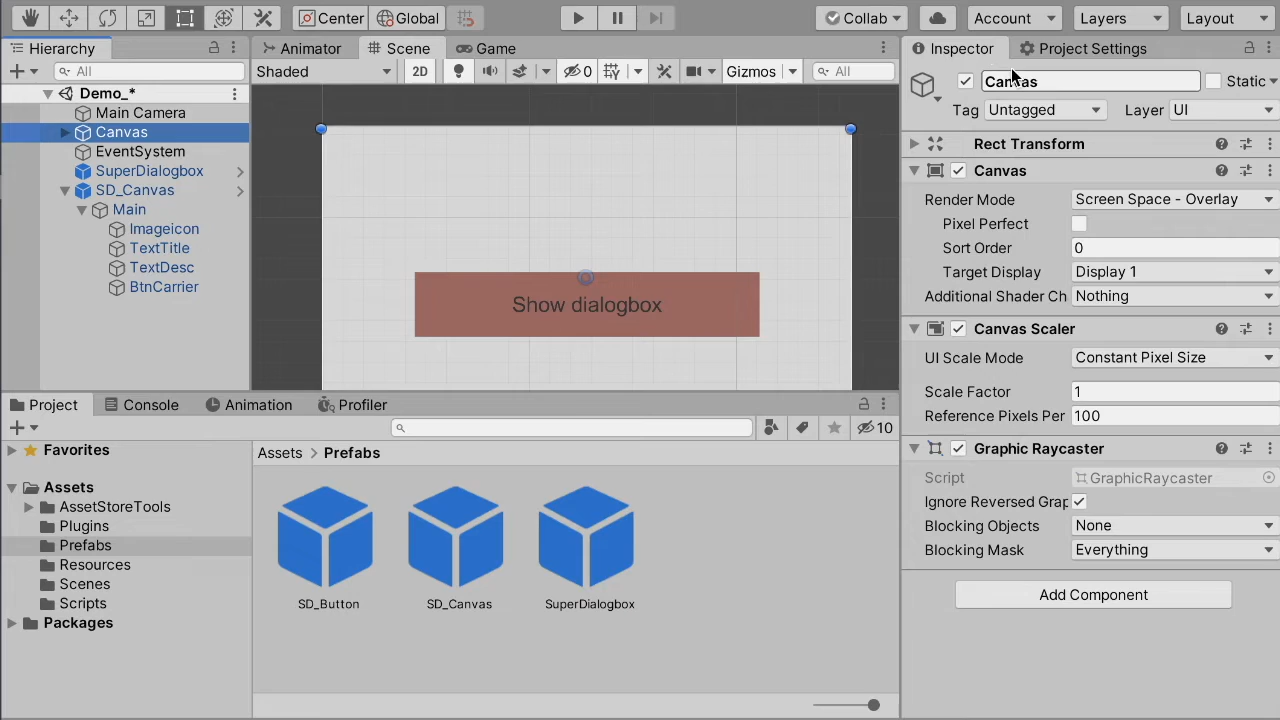 Center
Global
Collab
Account
Layers
Layout
Hierarchy
All
Demo_*
Main Camera
Canvas
EventSystem
SuperDialogbox
SD_Canvas
Main
Imageicon
TextTitle
TextDesc
BtnCarrier
Animator
Scene
Game
Shaded
2D
0
Gizmos
All
Show dialogbox
Inspector
Project Settings
Canvas
Static
Tag
Untagged
Layer
UI
Rect Transform
Canvas
Render Mode
Screen Space - Overlay
Pixel Perfect
Sort Order
0
Target Display
Display 1
Additional Shader Ch
Nothing
Canvas Scaler
UI Scale Mode
Constant Pixel Size
Scale Factor
1
Reference Pixels Per
100
Graphic Raycaster
Script
GraphicRaycaster
Ignore Reversed Grap
Blocking Objects
None
Blocking Mask
Everything
Add Component
Project
Console
Animation
Profiler
10
Favorites
Assets
AssetStoreTools
Plugins
Prefabs
Resources
Scenes
Scripts
Packages
Assets
Prefabs
SD_Button
SD_Canvas
SuperDialogbox